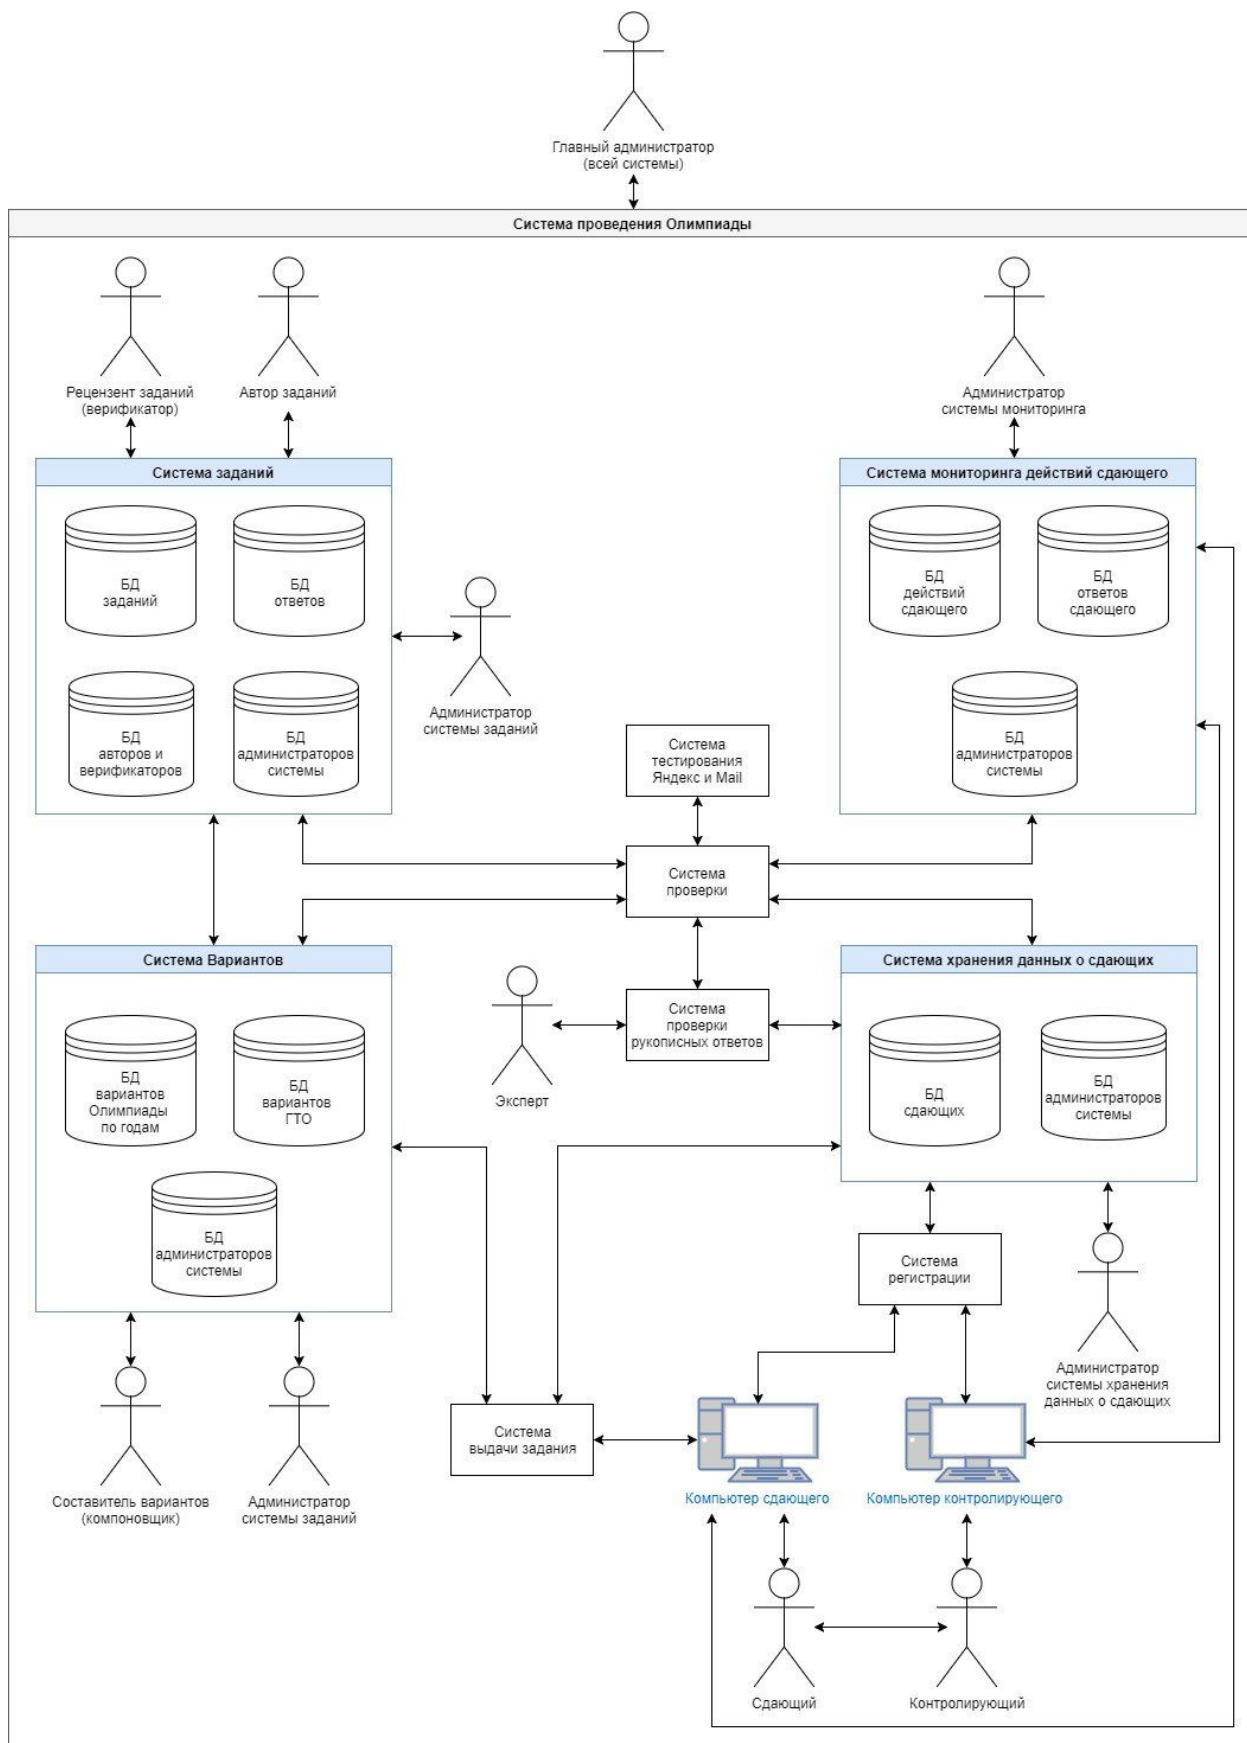 Главный администратор
(всей системы)
Система проведения Олимпиады
Рецензент заданий
(верификатор)
Автор заданий
Администратор
системы мониторинга
Система заданий
БД
заданий
БД
ответов
БД
авторов и
верификаторов
БД
администраторов
системы
Администратор
системы заданий
Система мониторинга действий сдающего
БД
действий
сдающего
БД
ответов
сдающего
БД
администраторов
системы
Система
тестирования
Яндекс и Mail
Система
проверки
Система Вариантов
БД
вариантов
Олимпиады
по годам
БД
вариантов
ГТО
БД
администраторов
системы
Эксперт
Система
проверки
рукописных ответов
Система хранения данных о сдающих
БД
сдающих
БД
администраторов
системы
Система
регистрации
Администратор
системы хранения
данных о сдающих
Составитель вариантов
(компоновщик)
Администратор
системы заданий
Система
выдачи задания
Компьютер сдающего
Компьютер контролирующего
Сдающий
Контролирующий